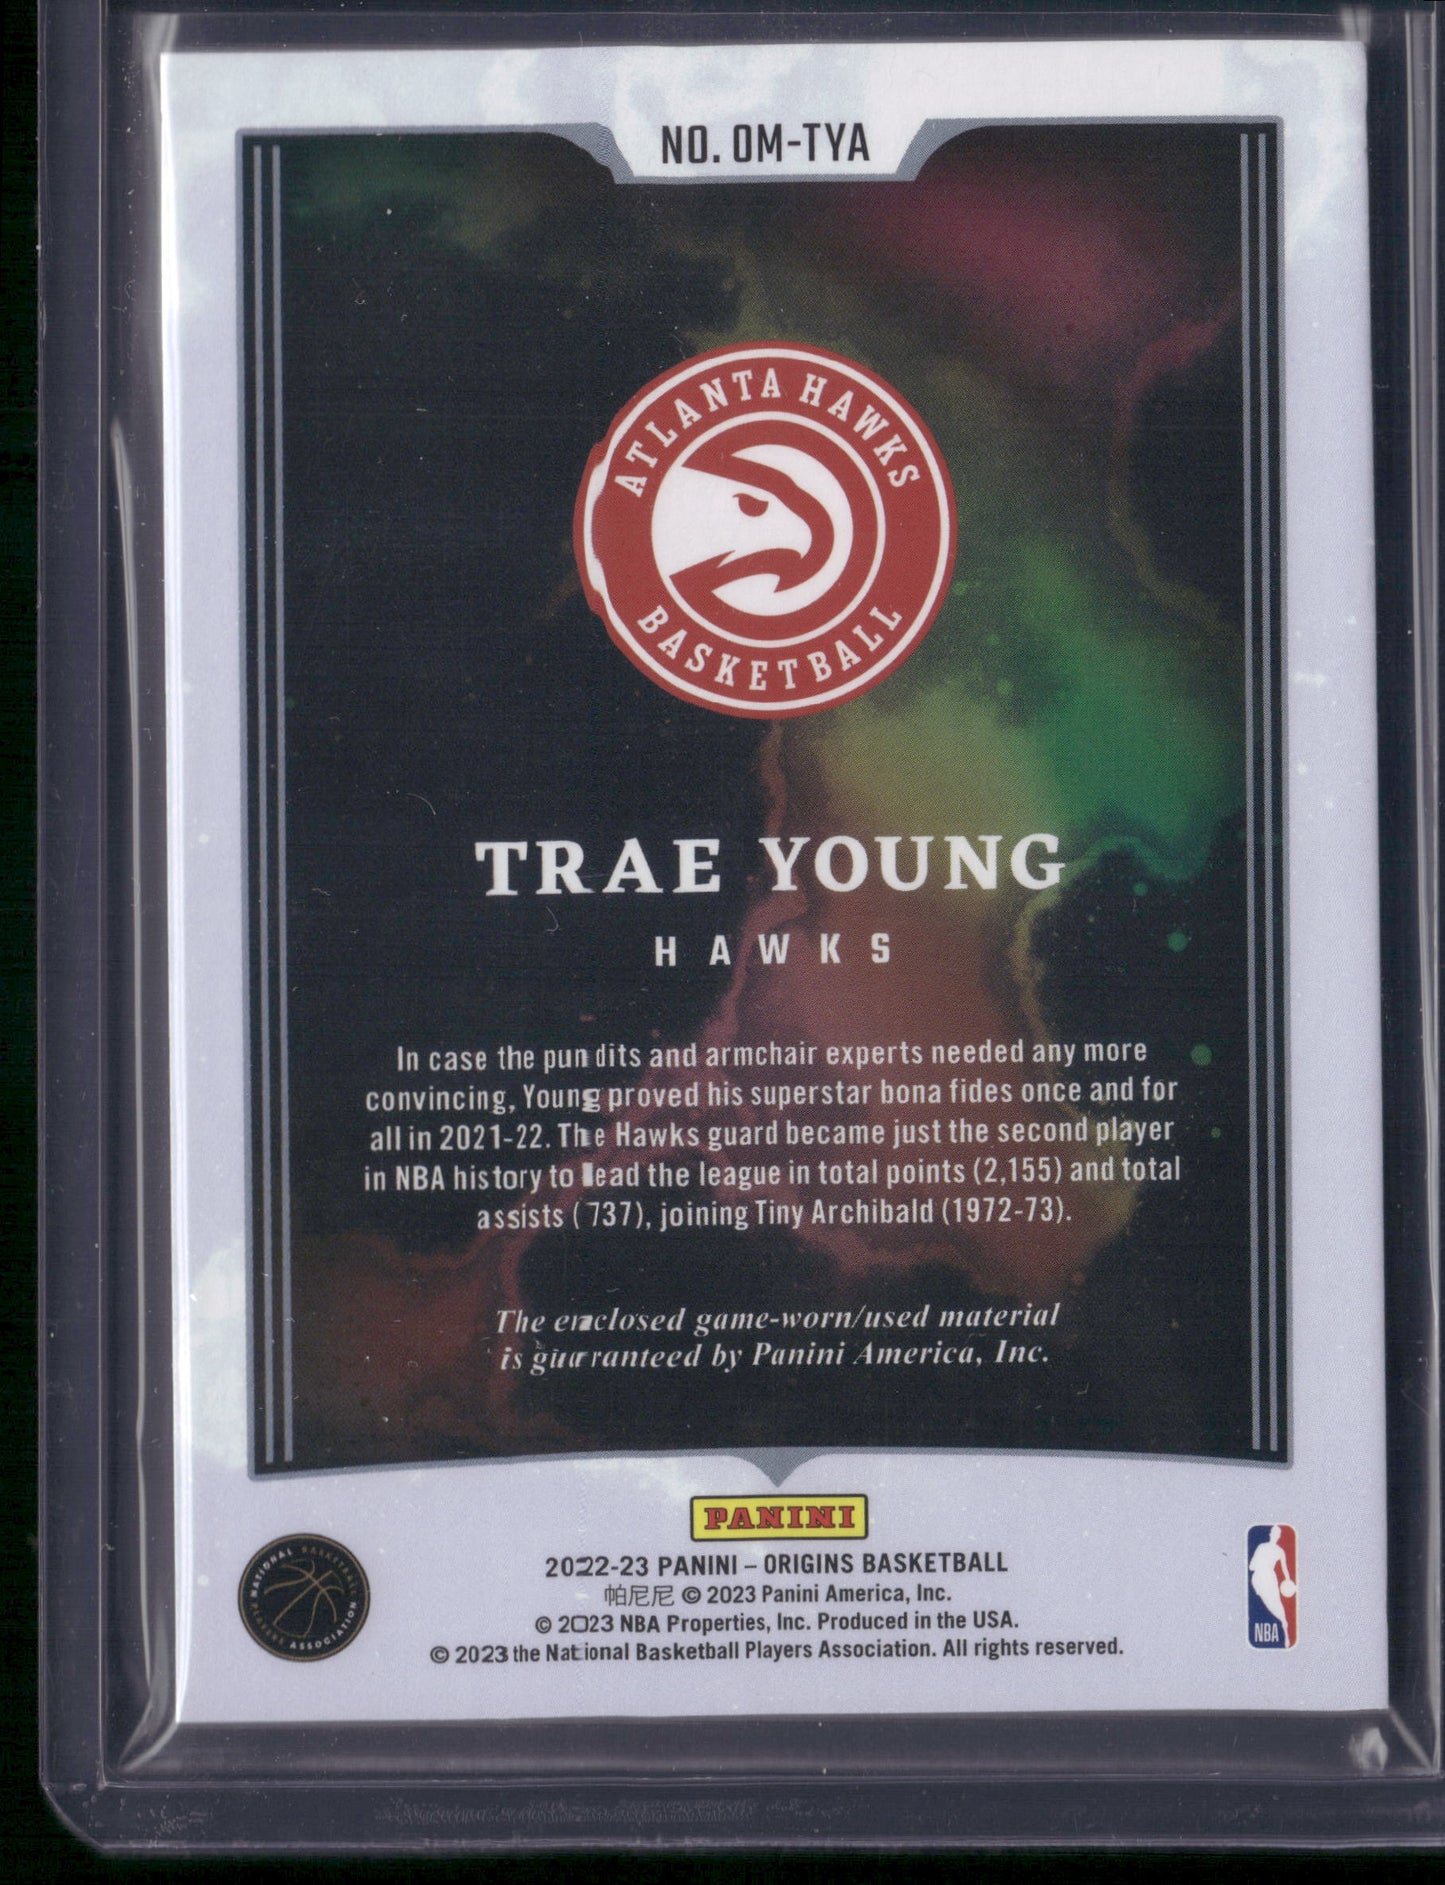 NO. OM-TYA
ATLANTA HAWKS
BASKETBALL
TRAE YOUNG
HAWKS
In case the pundits and armchair experts needed any more
convincing, Young proved his superstar bona fides once and for
all in 2021-22. The Hawks guard became just the second player
in NBA history to lead the league in total points (2,155) and total
assists (737), joining Tiny Archibald (1972-73).
The enclosed game-worn/used material
is guaranteed by Panini America, Inc.
PANINI
2022-23 PANINI – ORIGINS BASKETBALL
帕尼尼 © 2023 Panini America, Inc.
© 2023 NBA Properties, Inc. Produced in the USA.
© 2023 the National Basketball Players Association. All rights reserved.
NATIONAL BASKETBALL
PLAYERS ASSOCIATION
NBA